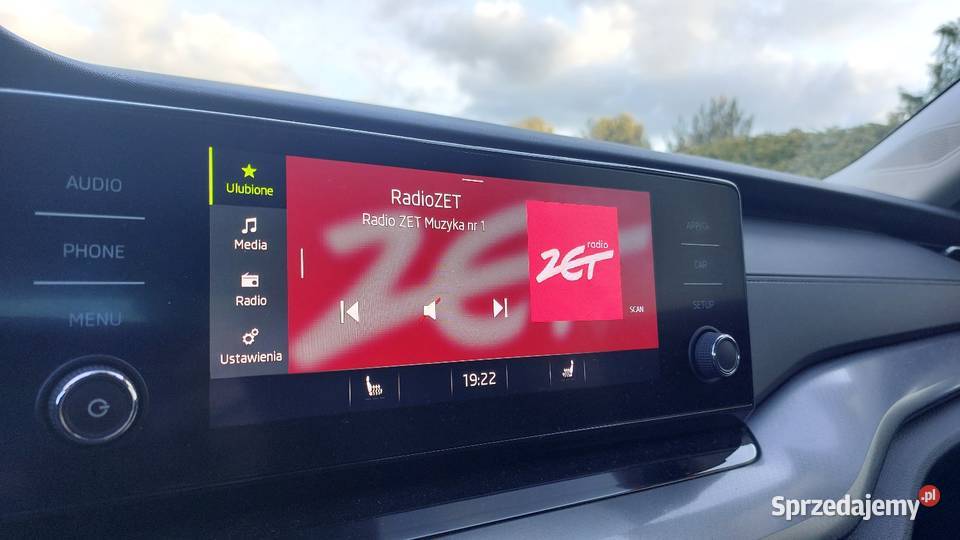 AUDIO
PHONE
MENU
Ulubione
Media
Radio
Ustawienia
RadioZET
Radio ZET Muzyka nr 1
ZET
radio
ZET
SCAN
19:22
CAR
SETUP
Sprzedajemy.pl